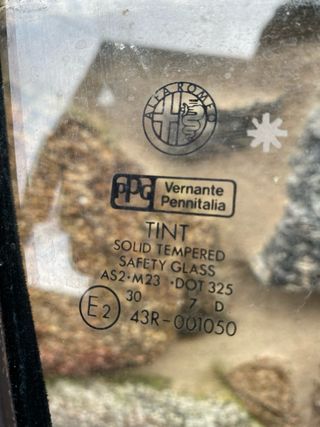 ALFA ROMEO
PPG Vernante
Pennitalia
TINT
SOLID TEMPERED
SAFETY GLASS
AS2·M23·DOT 325
30 7 D
E2 43R-001050